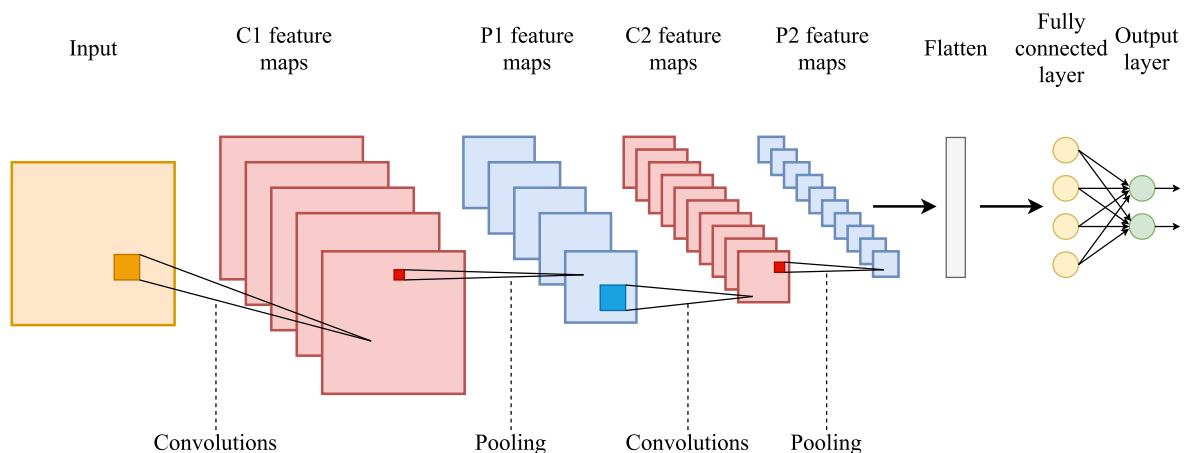 Input
C1 feature
maps
P1 feature
maps
C2 feature
maps
P2 feature
maps
Flatten
Fully
connected
layer
Output
layer
Convolutions
Pooling
Convolutions
Pooling